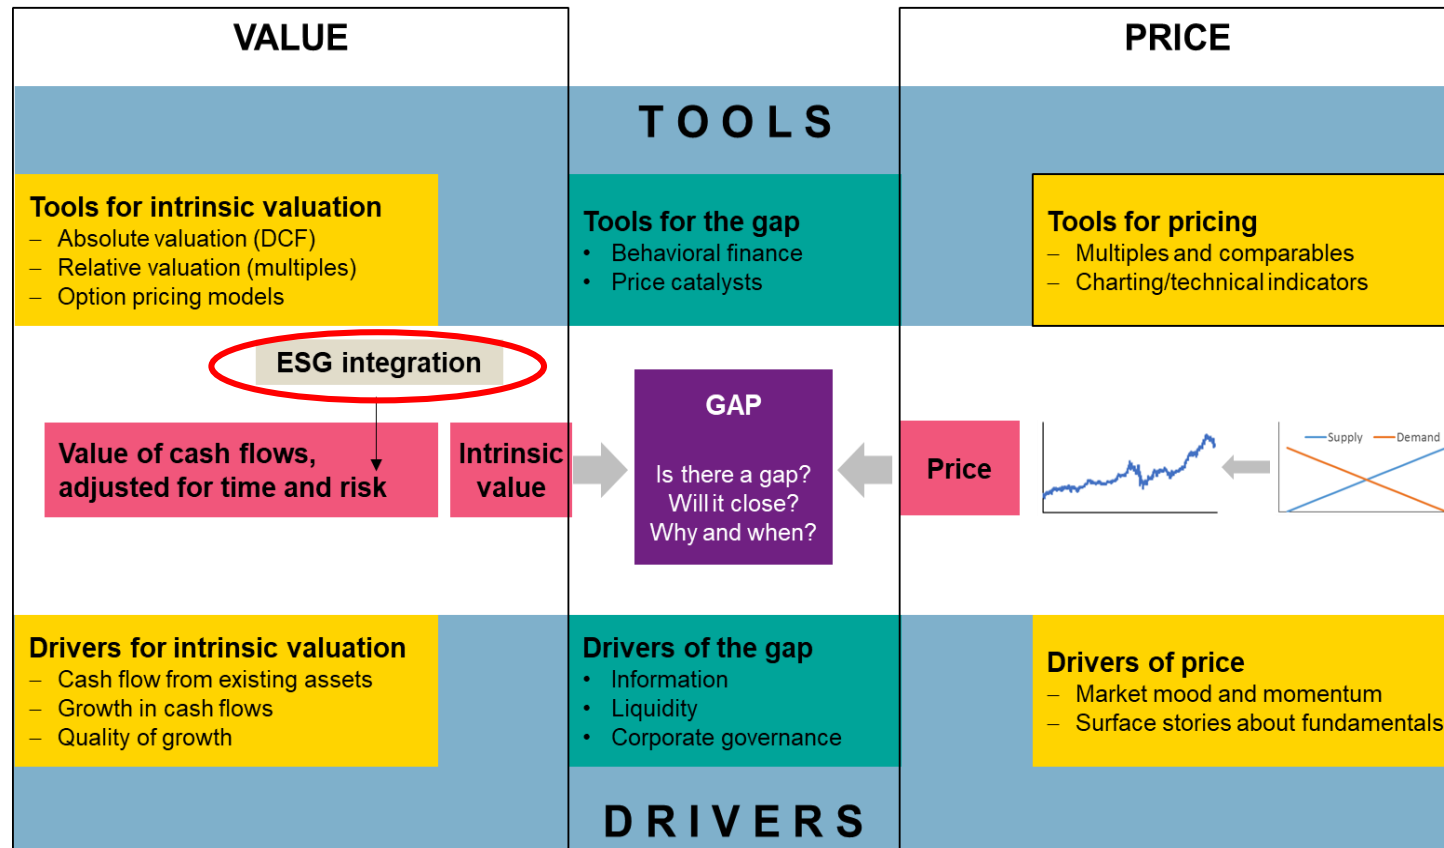 VALUE
PRICE
TOOLS
Tools for intrinsic valuation
– Absolute valuation (DCF)
– Relative valuation (multiples)
– Option pricing models
Tools for the gap
• Behavioral finance
• Price catalysts
Tools for pricing
– Multiples and comparables
– Charting/technical indicators
ESG integration
Value of cash flows,
adjusted for time and risk
Intrinsic
value
GAP
Is there a gap?
Will it close?
Why and when?
Price
Supply
Demand
Drivers for intrinsic valuation
– Cash flow from existing assets
– Growth in cash flows
– Quality of growth
Drivers of the gap
• Information
• Liquidity
• Corporate governance
Drivers of price
– Market mood and momentum
– Surface stories about fundamentals
DRIVERS